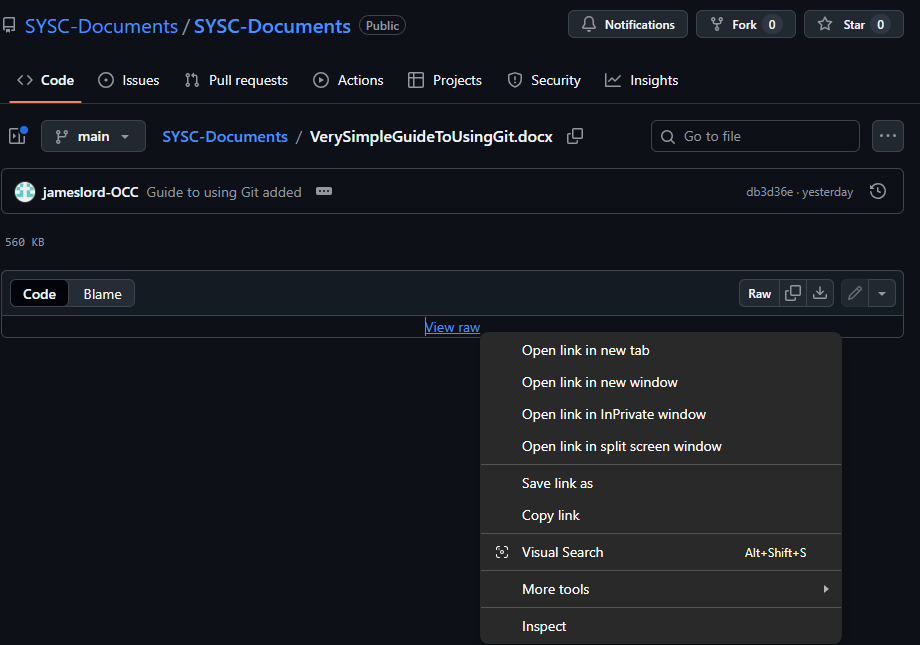 SYSC-Documents / SYSC-Documents Public Notifications Fork 0 Star 0
<> Code Issues Pull requests Actions Projects Security Insights
main SYSC-Documents / VerySimpleGuideToUsingGit.docx Go to file ...
jameslord-OCC Guide to using Git added ... db3d36e · yesterday
560 KB
Code Blame Raw
View raw
Open link in new tab
Open link in new window
Open link in InPrivate window
Open link in split screen window
Save link as
Copy link
Visual Search Alt+Shift+S
More tools
Inspect